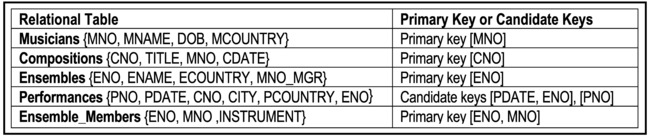 Relational Table Primary Key or Candidate Keys
Musicians {MNO, MNAME, DOB, MCOUNTRY} Primary key [MNO]
Compositions {CNO, TITLE, MNO, CDATE} Primary key [CNO]
Ensembles {ENO, ENAME, ECOUNTRY, MNO_MGR} Primary key [ENO]
Performances {PNO, PDATE, CNO, CITY, PCOUNTRY, ENO} Candidate keys [PDATE, ENO], [PNO]
Ensemble_Members {ENO, MNO ,INSTRUMENT} Primary key [ENO, MNO]